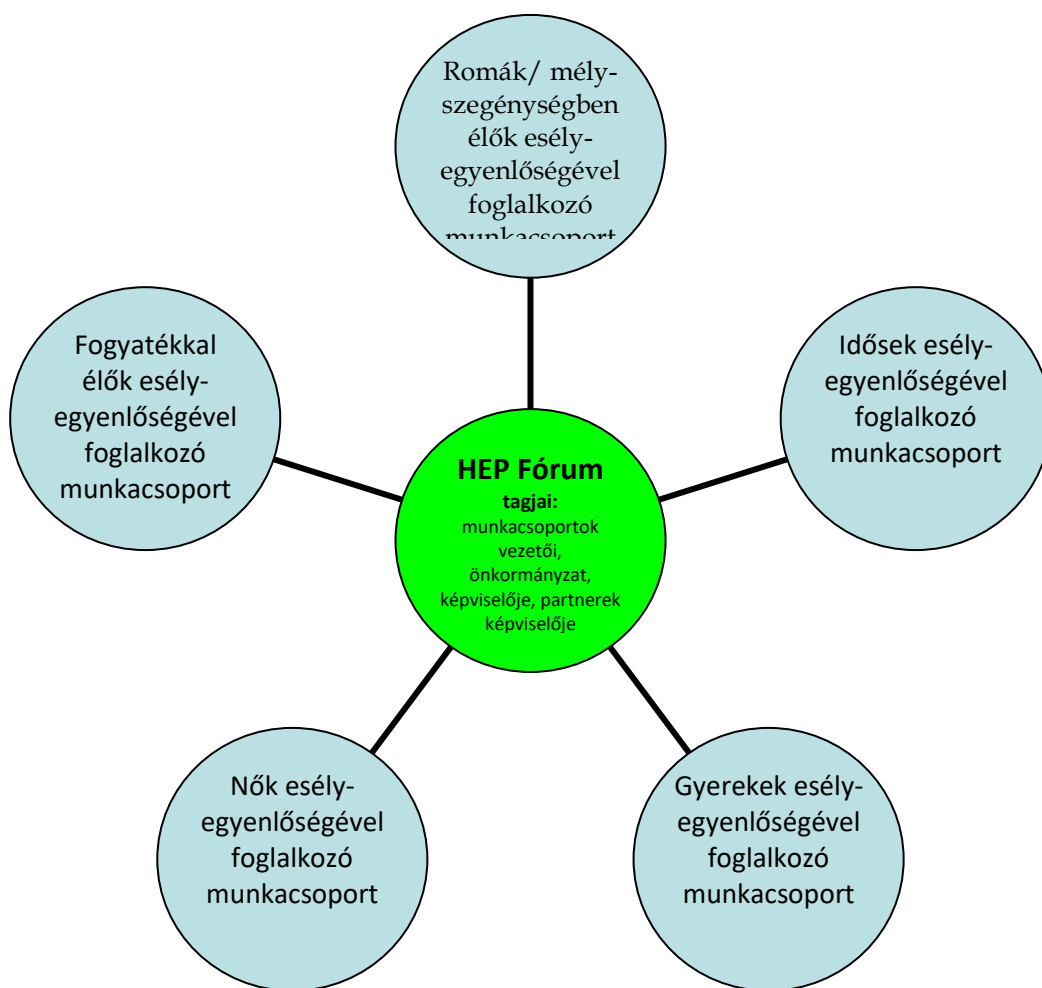 Romák/ mély-
szegénységben
élők esély-
egyenlőségével
foglalkozó
munkacsoport
Fogyatékkal
élők esély-
egyenlőségével
foglalkozó
munkacsoport
Idősek esély-
egyenlőségével
foglalkozó
munkacsoport
HEP Fórum
tagjai:
munkacsoportok
vezetői,
önkormányzat,
képviselője, partnerek
képviselője
Nők esély-
egyenlőségével
foglalkozó
munkacsoport
Gyerekek esély-
egyenlőségével
foglalkozó
munkacsoport